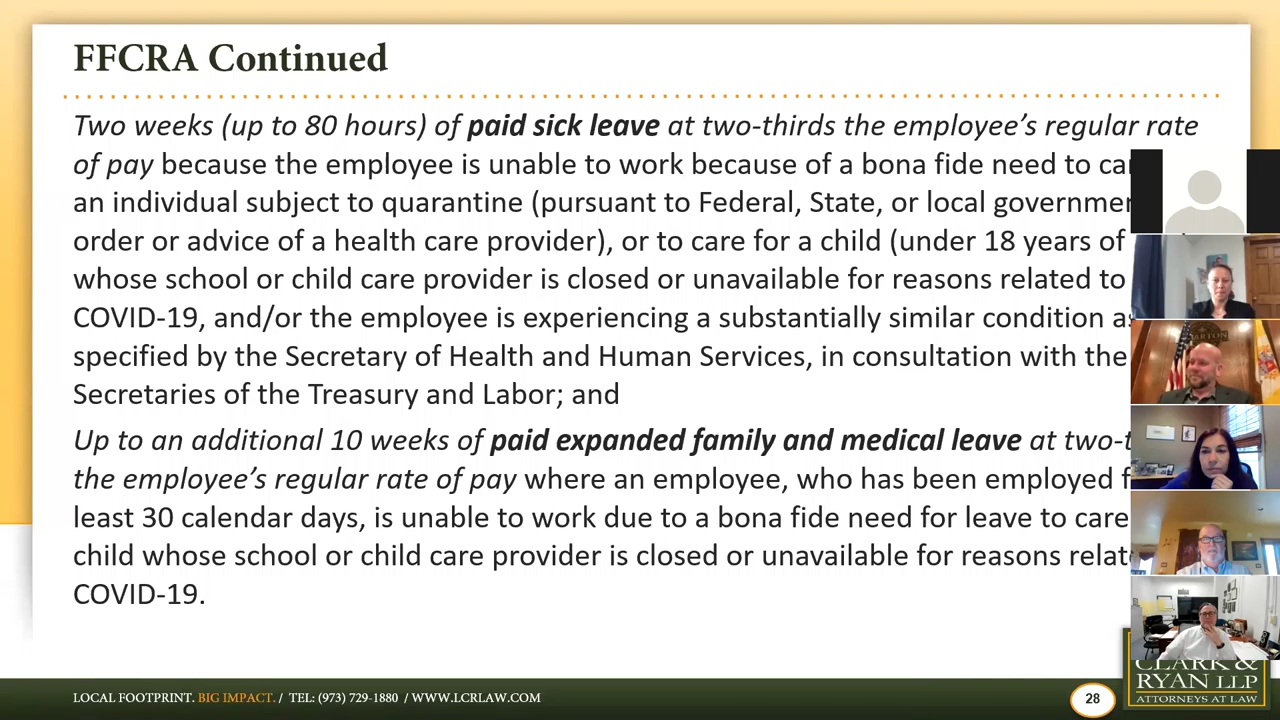 FFCRA Continued
Two weeks (up to 80 hours) of paid sick leave at two-thirds the employee's regular rate
of pay because the employee is unable to work because of a bona fide need to
an individual subject to quarantine (pursuant to Federal, State, or local
order or advice of a health care provider), or to care for a child (under 18 years of
whose school or child care provider is closed or unavailable for reasons related to
COVID-19, and/or the employee is experiencing a substantially similar condition
specified by the Secretary of Health and Human Services, in consultation with the
Secretaries of the Treasury and Labor; and
Up to an additional 10 weeks of paid expanded family and medical leave at
the employee's regular rate of pay where an employee, who has been employed
least 30 calendar days, is unable to work due to a bona fide need for leave to care
child whose school or child care provider is closed or unavailable for reasons
COVID-19.
CLARK &
RYAN LLP
ATTORNEYS AT LAW
LOCAL FOOTPRINT. BIG IMPACT. / TEL: (973) 729-1880 / WWW.LCRLAW.COM
28